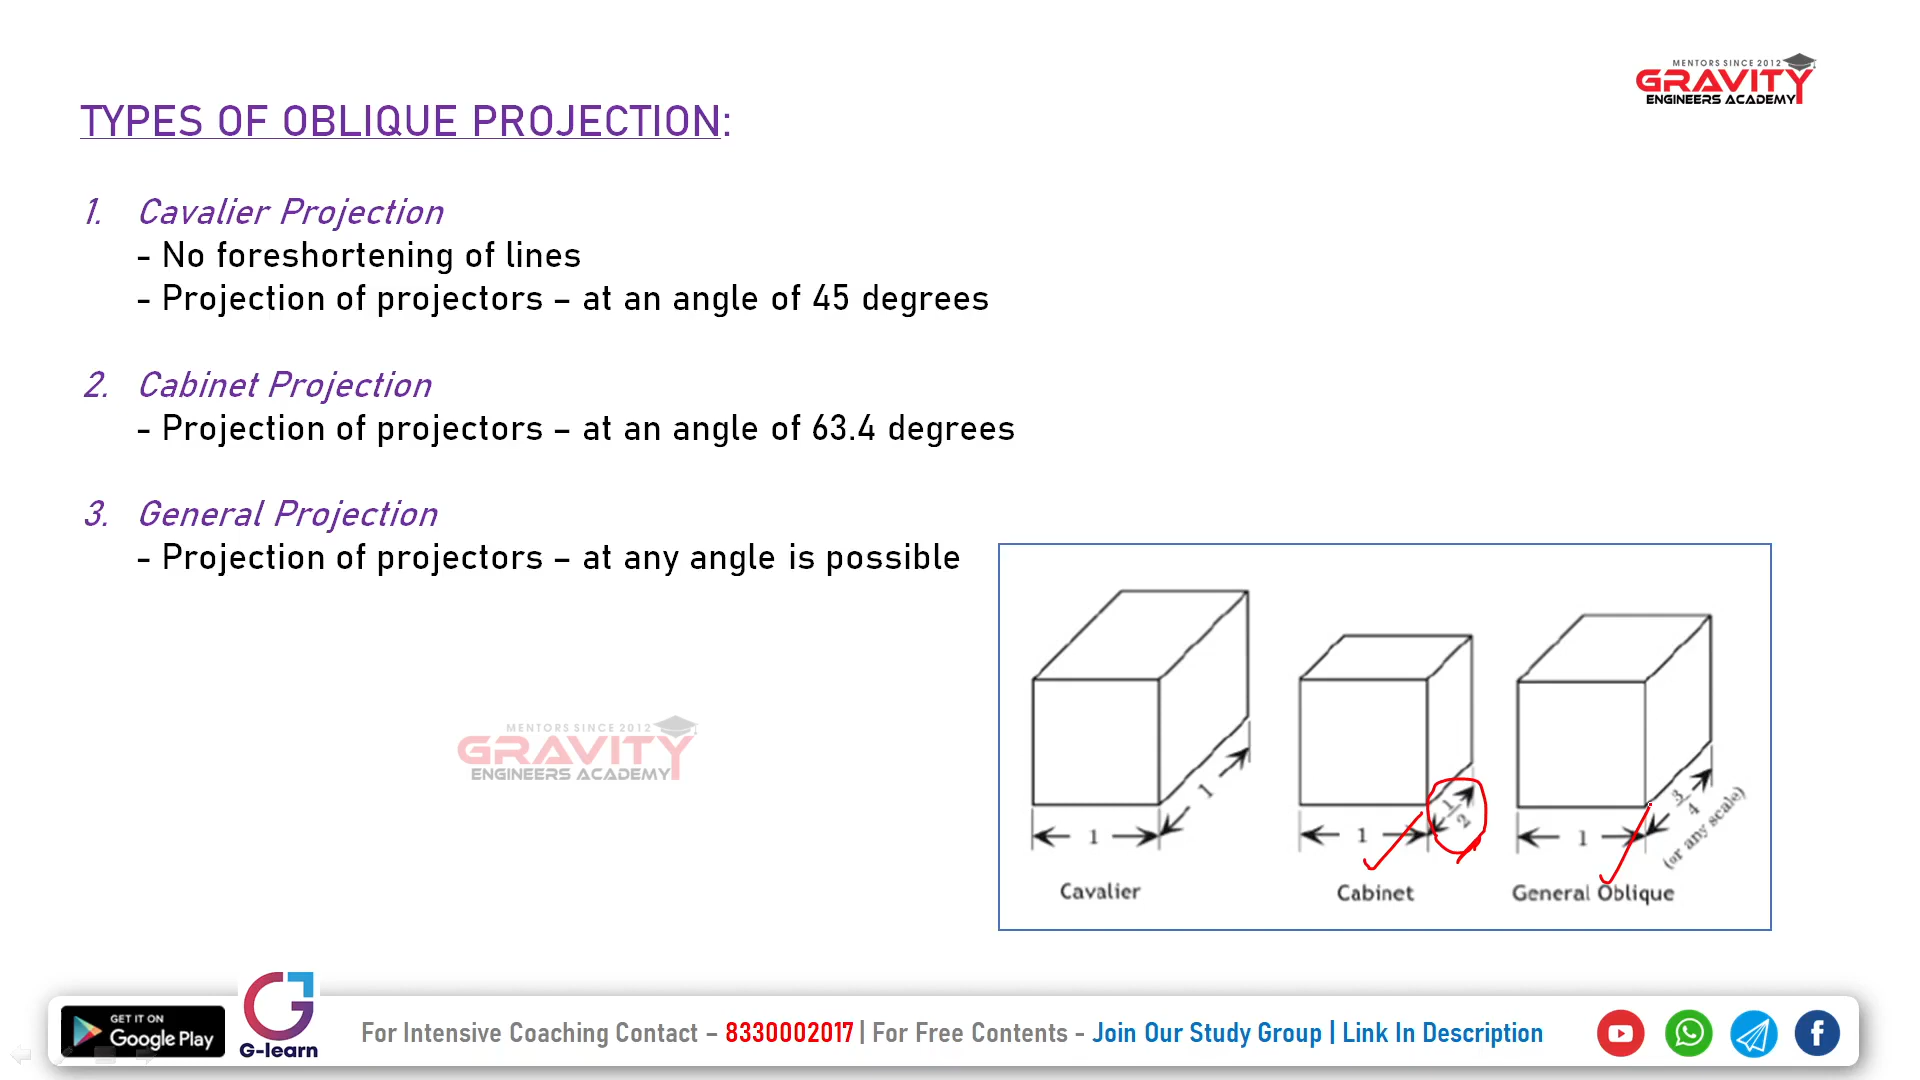 MENTORS SINCE 2012
GRAVITY
ENGINEERS ACADEMY
TYPES OF OBLIQUE PROJECTION:
1. Cavalier Projection
- No foreshortening of lines
- Projection of projectors – at an angle of 45 degrees
2. Cabinet Projection
- Projection of projectors – at an angle of 63.4 degrees
3. General Projection
- Projection of projectors – at any angle is possible
1
1
Cavalier
1
1/2
Cabinet
1
3/4
(or any scale)
General Oblique
MENTORS SINCE 2012
GRAVITY
ENGINEERS ACADEMY
GET IT ON
Google Play
G-learn
For Intensive Coaching Contact – 8330002017 | For Free Contents - Join Our Study Group | Link In Description